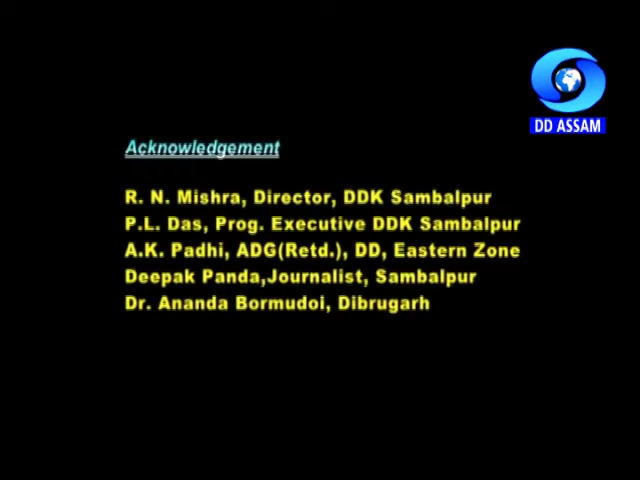 DD ASSAM
Acknowledgement
R. N. Mishra, Director, DDK Sambalpur
P.L. Das, Prog. Executive DDK Sambalpur
A.K. Padhi, ADG(Retd.), DD, Eastern Zone
Deepak Panda,Journalist, Sambalpur
Dr. Ananda Bormudoi, Dibrugarh